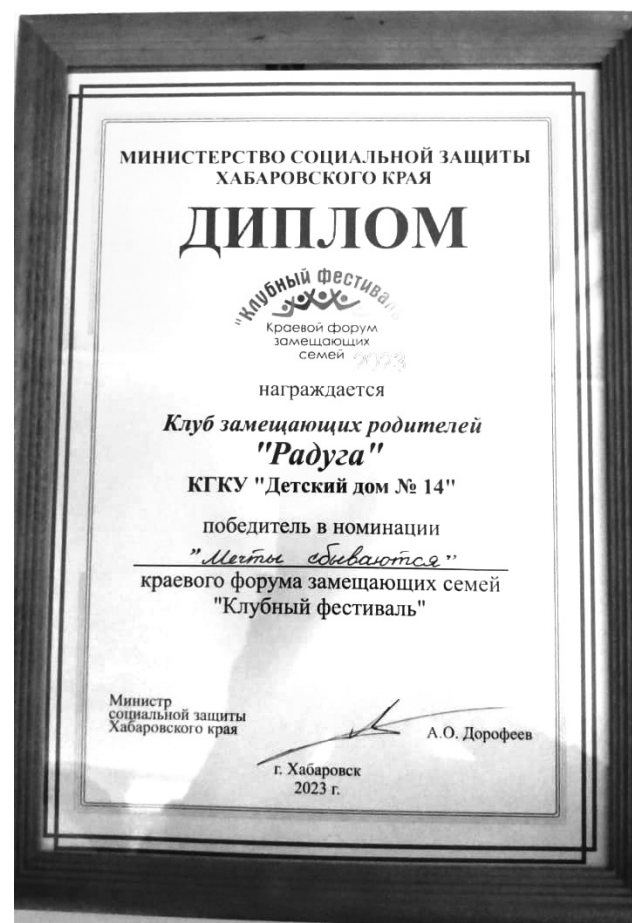 МИНИСТЕРСТВО СОЦИАЛЬНОЙ ЗАЩИТЫ
ХАБАРОВСКОГО КРАЯ
ДИПЛОМ
"Клубный фестиваль"
Краевой форум
замещающих
семей 2023
награждается
Клуб замещающих родителей
"Радуга"
КГКУ "Детский дом № 14"
победитель в номинации
"Мечты сбываются"
краевого форума замещающих семей
"Клубный фестиваль"
Министр
социальной защиты
Хабаровского края
А.О. Дорофеев
г. Хабаровск
2023 г.